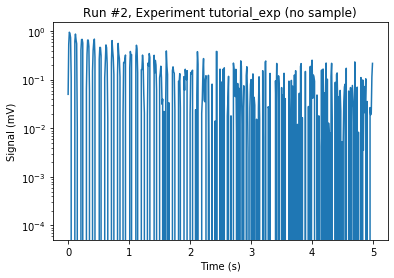 Run #2, Experiment tutorial_exp (no sample)
Signal (mV)
10⁰
10⁻¹
10⁻²
10⁻³
10⁻⁴
0 1 2 3 4 5
Time (s)